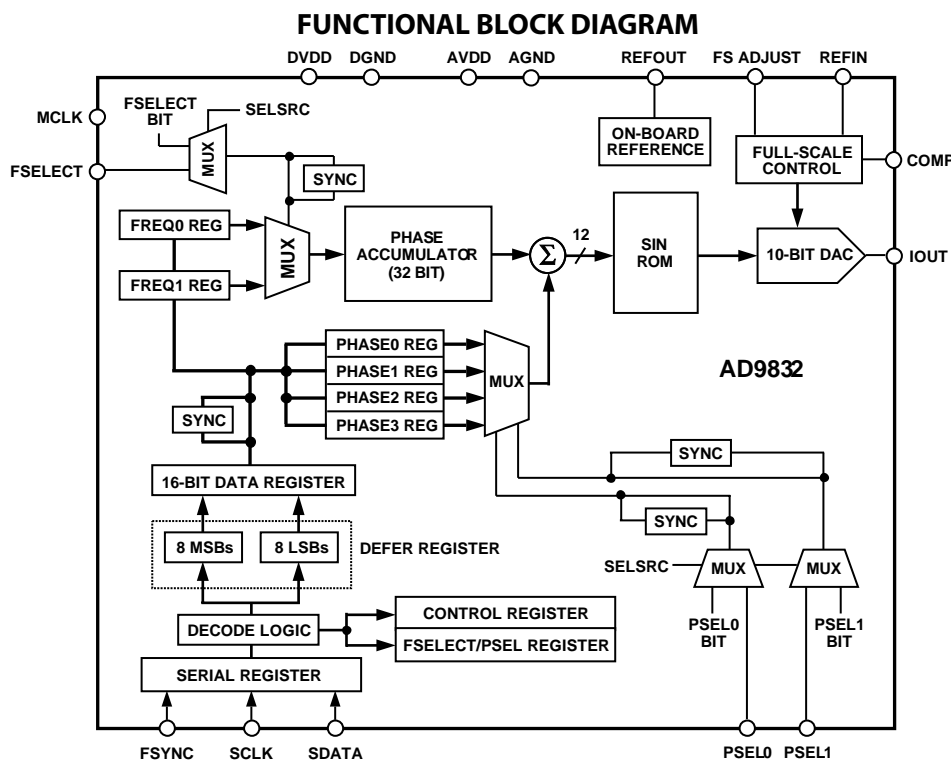 FUNCTIONAL BLOCK DIAGRAM
DVDD DGND AVDD AGND REFOUT FS ADJUST REFIN
MCLK
FSELECT
BIT
SELSRC
MUX
FSELECT
SYNC
ON-BOARD
REFERENCE
FULL-SCALE
CONTROL
COMP
FREQ0 REG
FREQ1 REG
MUX
PHASE
ACCUMULATOR
(32 BIT)
Σ
12
SIN
ROM
10-BIT DAC
IOUT
PHASE0 REG
PHASE1 REG
PHASE2 REG
PHASE3 REG
MUX
AD9832
SYNC
SYNC
SYNC
16-BIT DATA REGISTER
8 MSBs
8 LSBs
DEFER REGISTER
SELSRC
MUX
MUX
DECODE LOGIC
CONTROL REGISTER
FSELECT/PSEL REGISTER
PSEL0
BIT
PSEL1
BIT
SERIAL REGISTER
FSYNC SCLK SDATA PSEL0 PSEL1